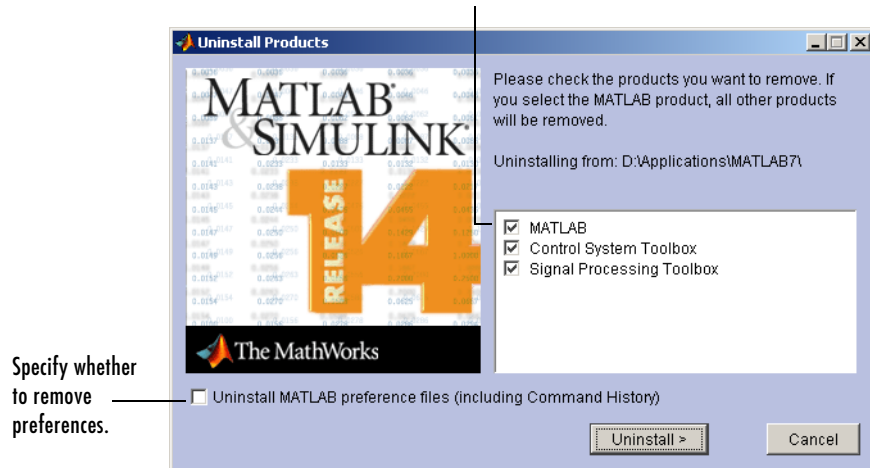 Uninstall Products
MATLAB®
& SIMULINK®
RELEASE
14
The MathWorks
Please check the products you want to remove. If
you select the MATLAB product, all other products
will be removed.
Uninstalling from: D:\Applications\MATLAB7\
MATLAB
Control System Toolbox
Signal Processing Toolbox
Specify whether
to remove
preferences.
Uninstall MATLAB preference files (including Command History)
Uninstall >
Cancel